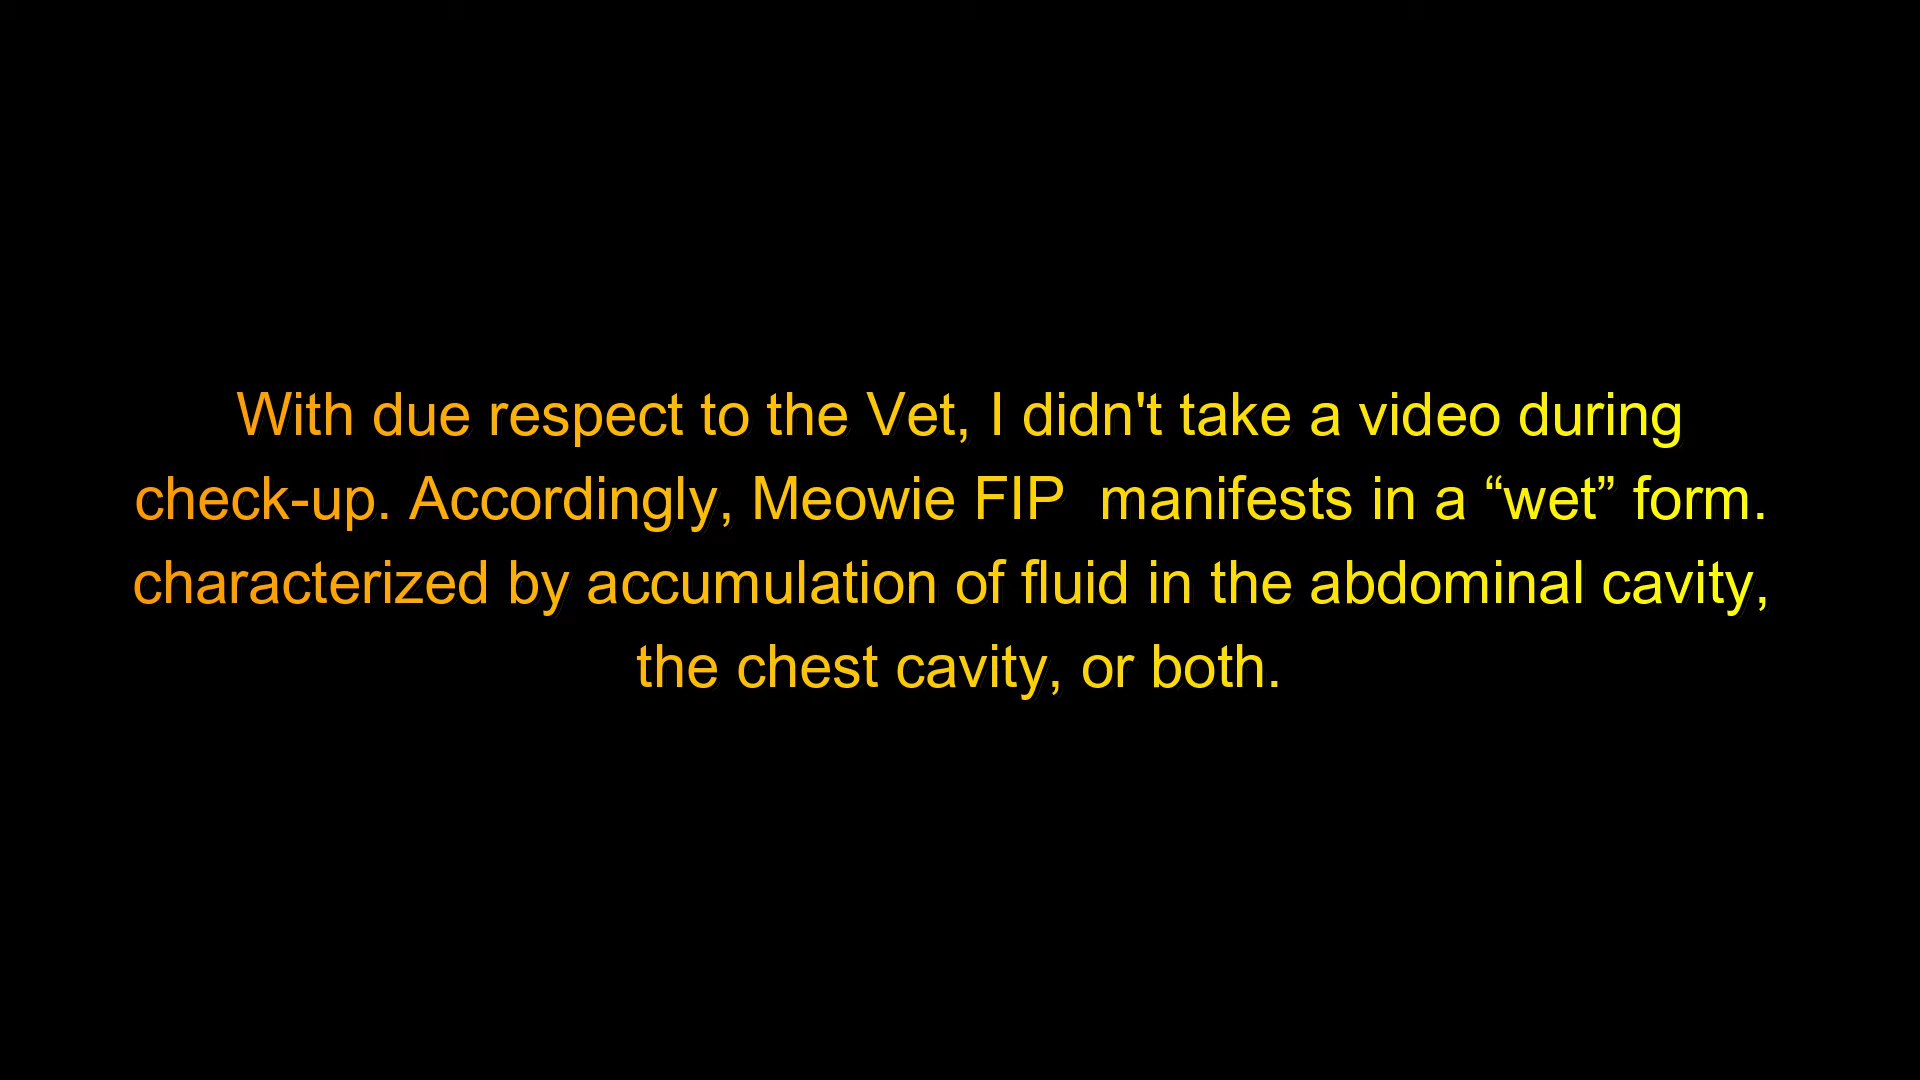 With due respect to the Vet, I didn't take a video during
check-up. Accordingly, Meowie FIP  manifests in a “wet” form.
characterized by accumulation of fluid in the abdominal cavity,
the chest cavity, or both.